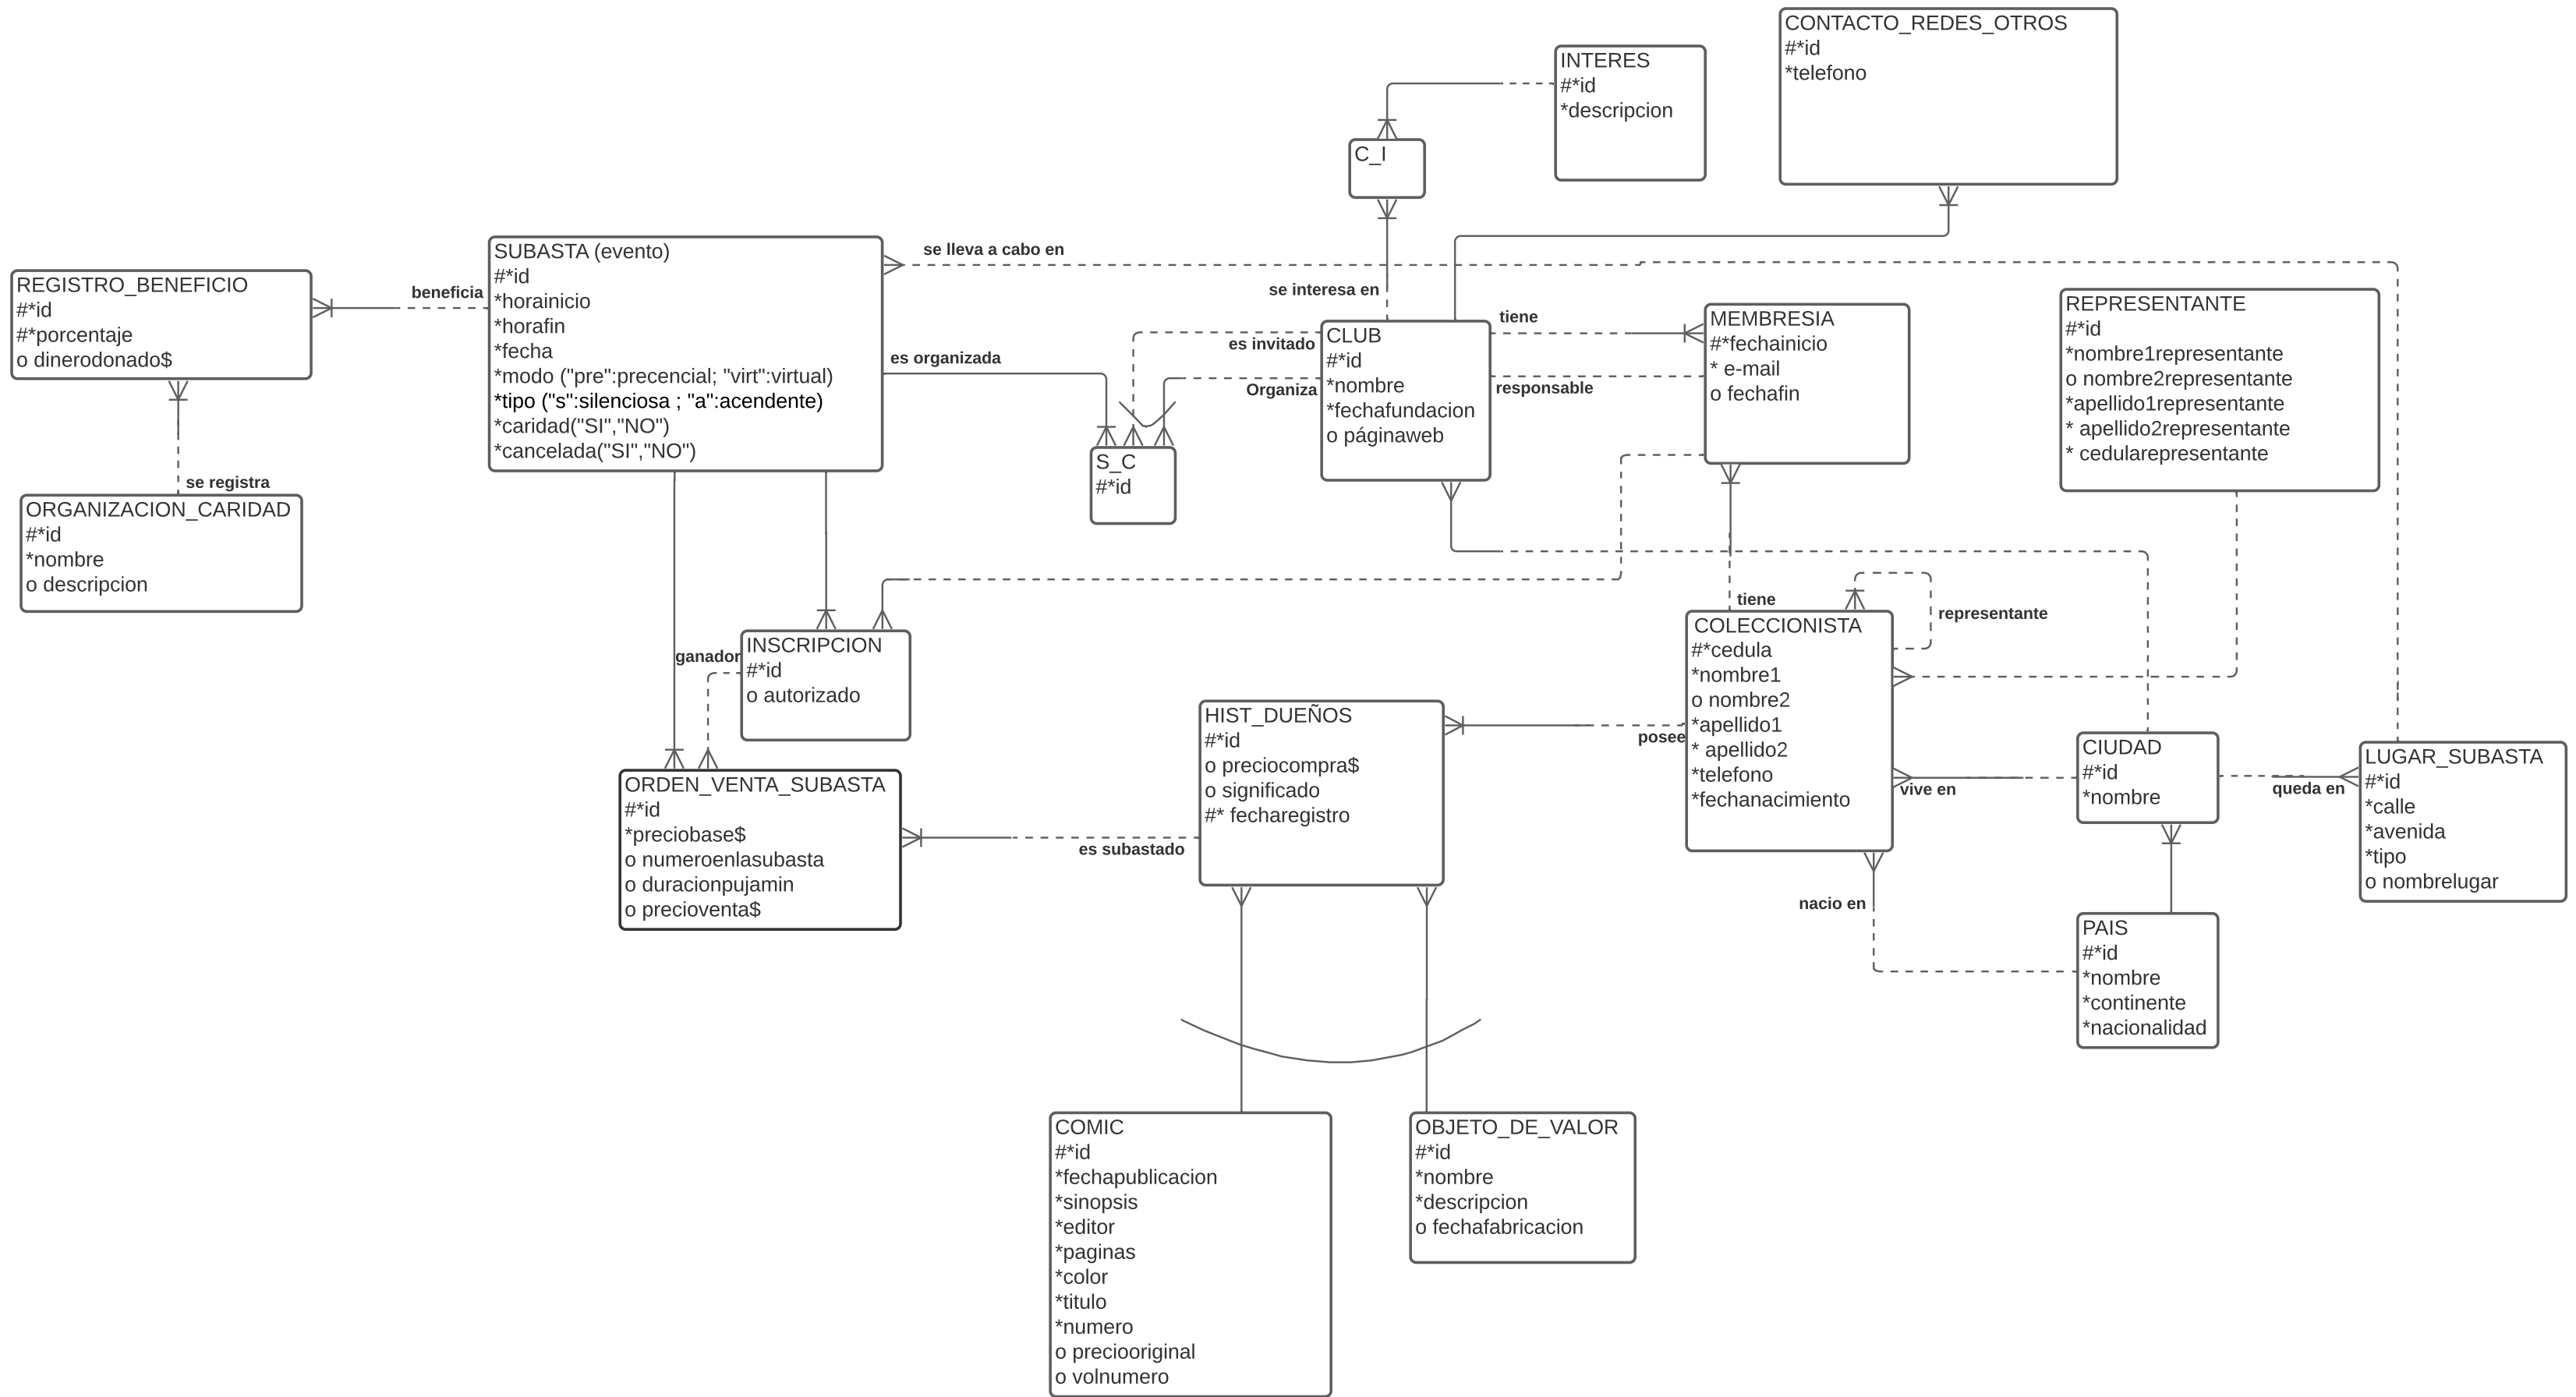 CONTACTO_REDES_OTROS
#*id
*telefono
INTERES
#*id
*descripcion
C_I
SUBASTA (evento)
#*id
*horainicio
*horafin
*fecha
*modo ("pre":precencial; "virt":virtual)
*tipo ("s":silenciosa ; "a":acendente)
*caridad("SI","NO")
*cancelada("SI","NO")
se lleva a cabo en
REGISTRO_BENEFICIO
#*id
#*porcentaje
o dinerodonado$
beneficia
se interesa en
tiene
es invitado
es organizada
Organiza
responsable
CLUB
#*id
*nombre
*fechafundacion
o páginaweb
MEMBRESIA
#*fechainicio
* e-mail
o fechafin
REPRESENTANTE
#*id
*nombre1representante
o nombre2representante
*apellido1representante
* apellido2representante
* cedularepresentante
S_C
#*id
se registra
ORGANIZACION_CARIDAD
#*id
*nombre
o descripcion
tiene
representante
COLECCIONISTA
#*cedula
*nombre1
o nombre2
*apellido1
* apellido2
*telefono
*fechanacimiento
ganador
INSCRIPCION
#*id
o autorizado
HIST_DUEÑOS
#*id
o preciocompra$
o significado
#* fecharegistro
posee
CIUDAD
#*id
*nombre
vive en
queda en
LUGAR_SUBASTA
#*id
*calle
*avenida
*tipo
o nombrelugar
ORDEN_VENTA_SUBASTA
#*id
*preciobase$
o numeroenlasubasta
o duracionpujamin
o precioventa$
es subastado
nacio en
PAIS
#*id
*nombre
*continente
*nacionalidad
COMIC
#*id
*fechapublicacion
*sinopsis
*editor
*paginas
*color
*titulo
*numero
o preciooriginal
o volnumero
OBJETO_DE_VALOR
#*id
*nombre
*descripcion
o fechafabricacion